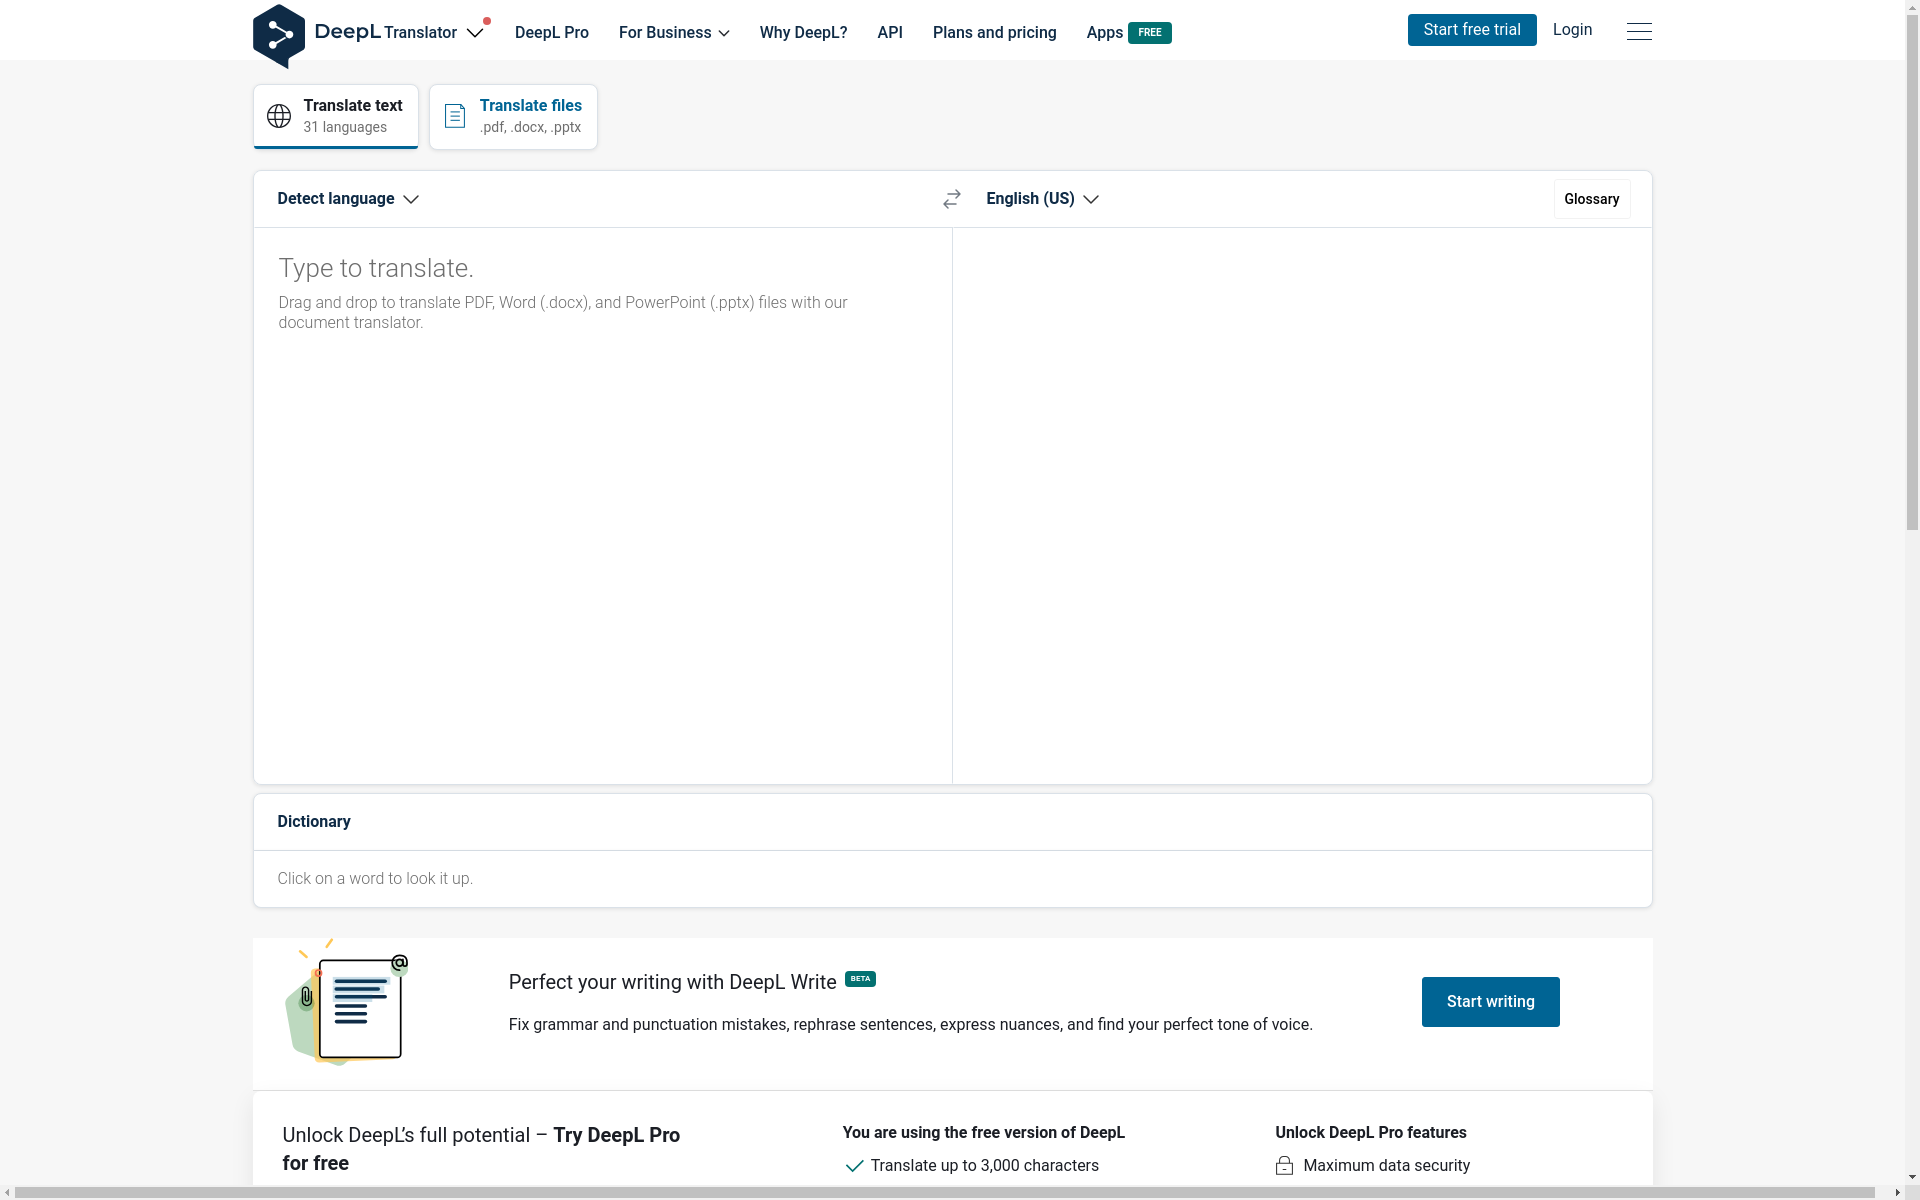 DeepL Translator DeepL Pro For Business Why DeepL? API Plans and pricing Apps FREE Start free trial Login
Translate text
31 languages
Translate files
.pdf, .docx, .pptx
Detect language
English (US)
Glossary
Type to translate.
Drag and drop to translate PDF, Word (.docx), and PowerPoint (.pptx) files with our
document translator.
Dictionary
Click on a word to look it up.
@
Perfect your writing with DeepL Write BETA
Fix grammar and punctuation mistakes, rephrase sentences, express nuances, and find your perfect tone of voice.
Start writing
Unlock DeepL's full potential – Try DeepL Pro
for free
You are using the free version of DeepL
Translate up to 3,000 characters
Unlock DeepL Pro features
Maximum data security